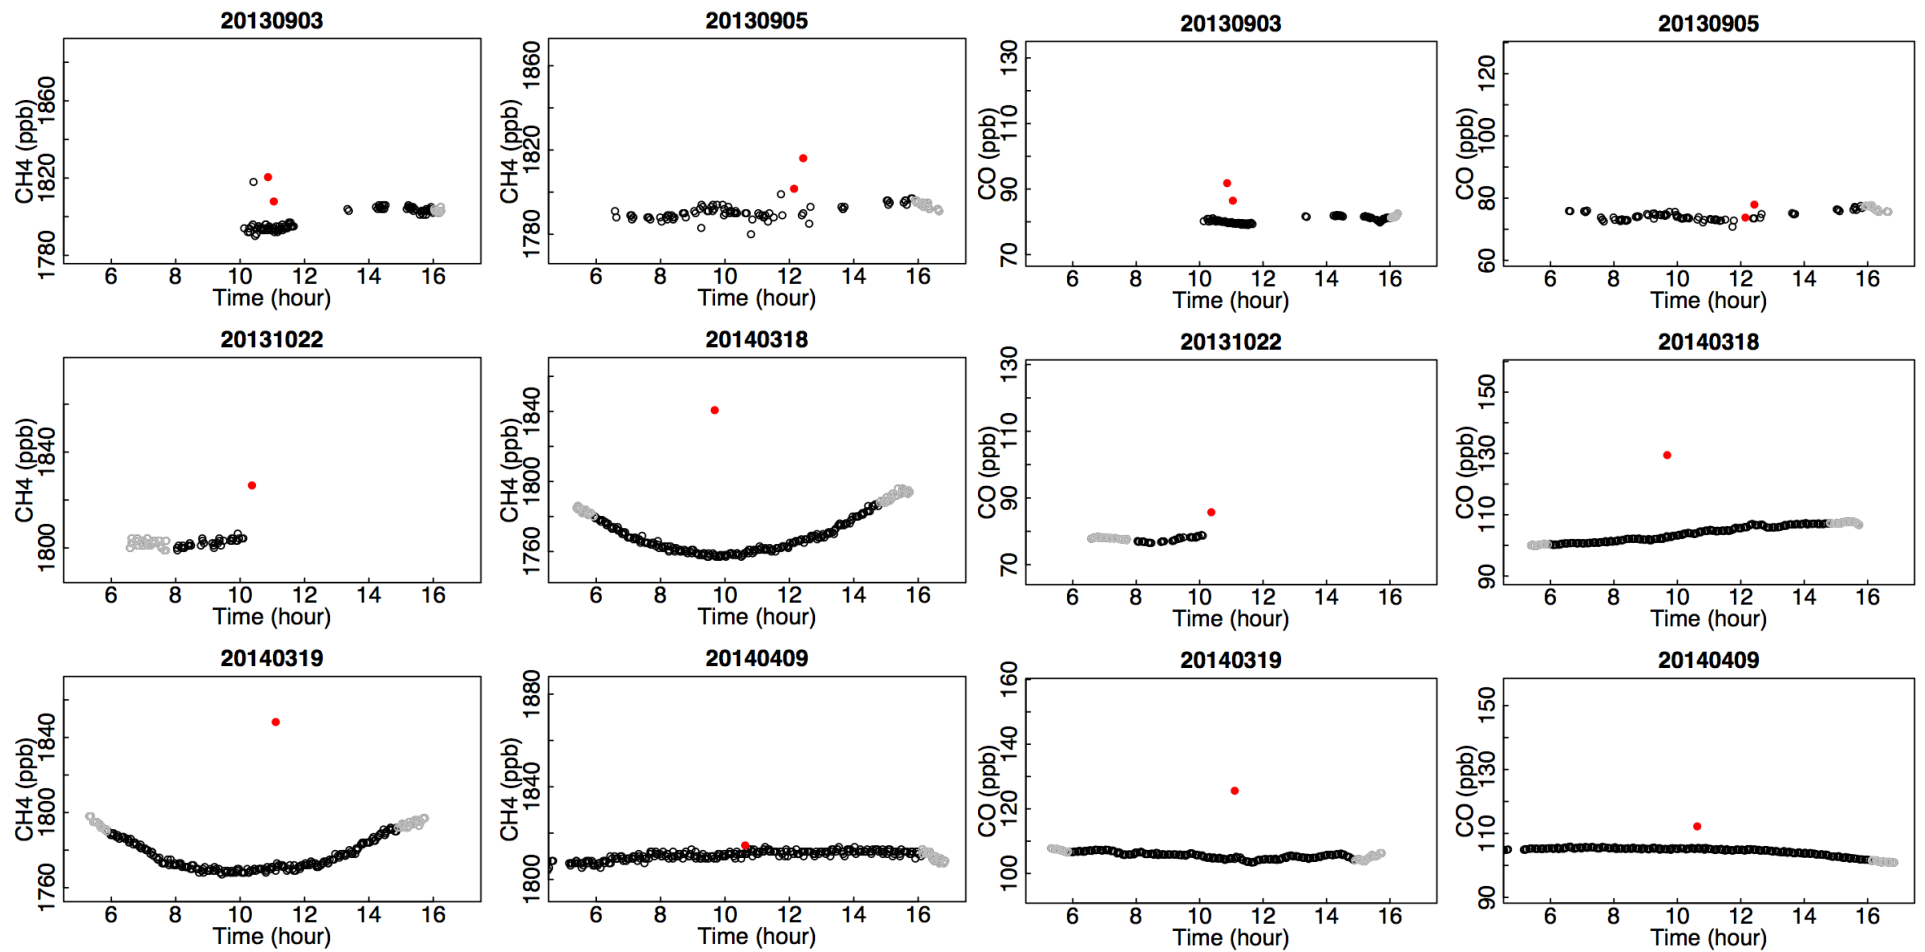 20130903
CH4 (ppb)
1780 1820 1860
6 8 10 12 14 16
Time (hour)
20130905
CH4 (ppb)
1780 1820 1860
6 8 10 12 14 16
Time (hour)
20130903
CO (ppb)
70 90 110 130
6 8 10 12 14 16
Time (hour)
20130905
CO (ppb)
60 80 100 120
6 8 10 12 14 16
Time (hour)
20131022
CH4 (ppb)
1800 1840
6 8 10 12 14 16
Time (hour)
20140318
CH4 (ppb)
1760 1800 1840
6 8 10 12 14 16
Time (hour)
20131022
CO (ppb)
70 90 110 130
6 8 10 12 14 16
Time (hour)
20140318
CO (ppb)
90 110 130 150
6 8 10 12 14 16
Time (hour)
20140319
CH4 (ppb)
1760 1800 1840
6 8 10 12 14 16
Time (hour)
20140409
CH4 (ppb)
1800 1840 1880
6 8 10 12 14 16
Time (hour)
20140319
CO (ppb)
100 120 140 160
6 8 10 12 14 16
Time (hour)
20140409
CO (ppb)
90 110 130 150
6 8 10 12 14 16
Time (hour)